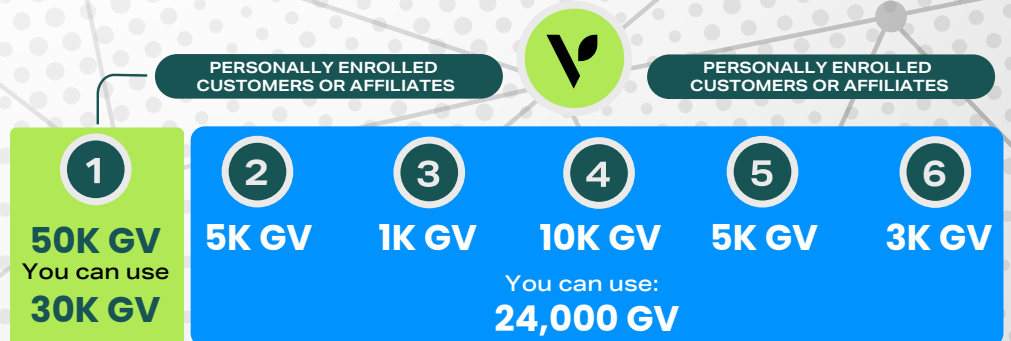 PERSONALLY ENROLLED
CUSTOMERS OR AFFILIATES
PERSONALLY ENROLLED
CUSTOMERS OR AFFILIATES
1
50K GV
You can use
30K GV
2
5K GV
3
1K GV
4
10K GV
5
5K GV
6
3K GV
You can use:
24,000 GV